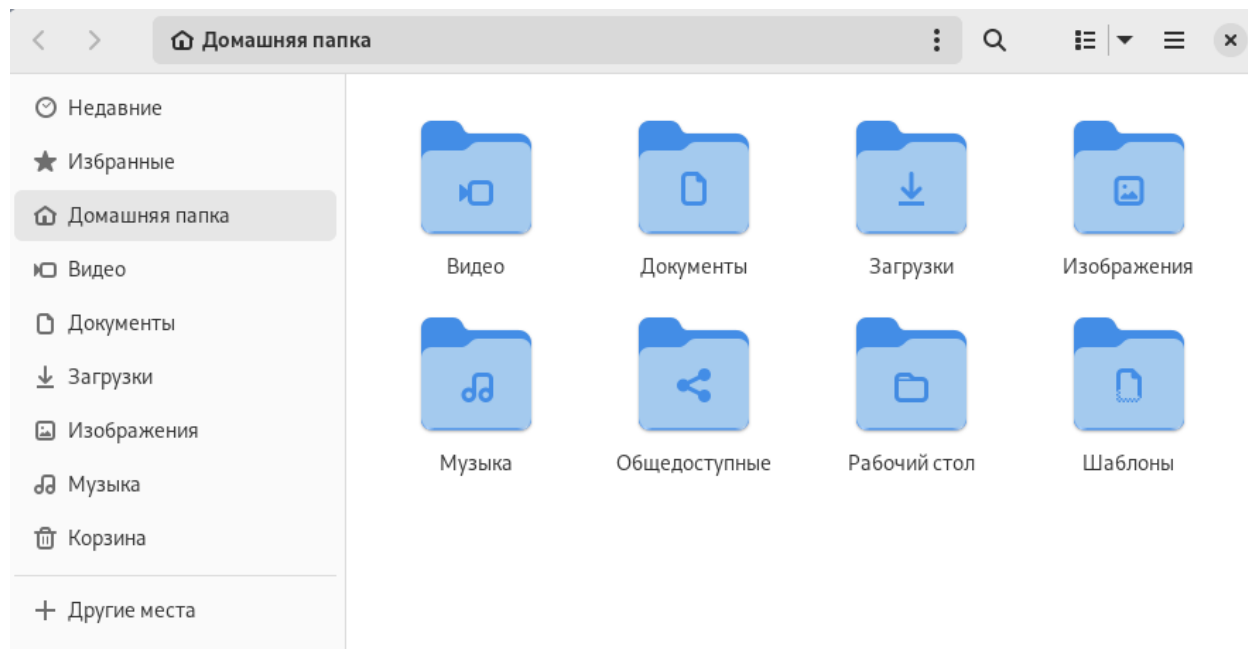 Домашняя папка
Недавние
Избранные
Домашняя папка
Видео
Документы
Загрузки
Изображения
Музыка
Корзина
Другие места
Видео
Документы
Загрузки
Изображения
Музыка
Общедоступные
Рабочий стол
Шаблоны